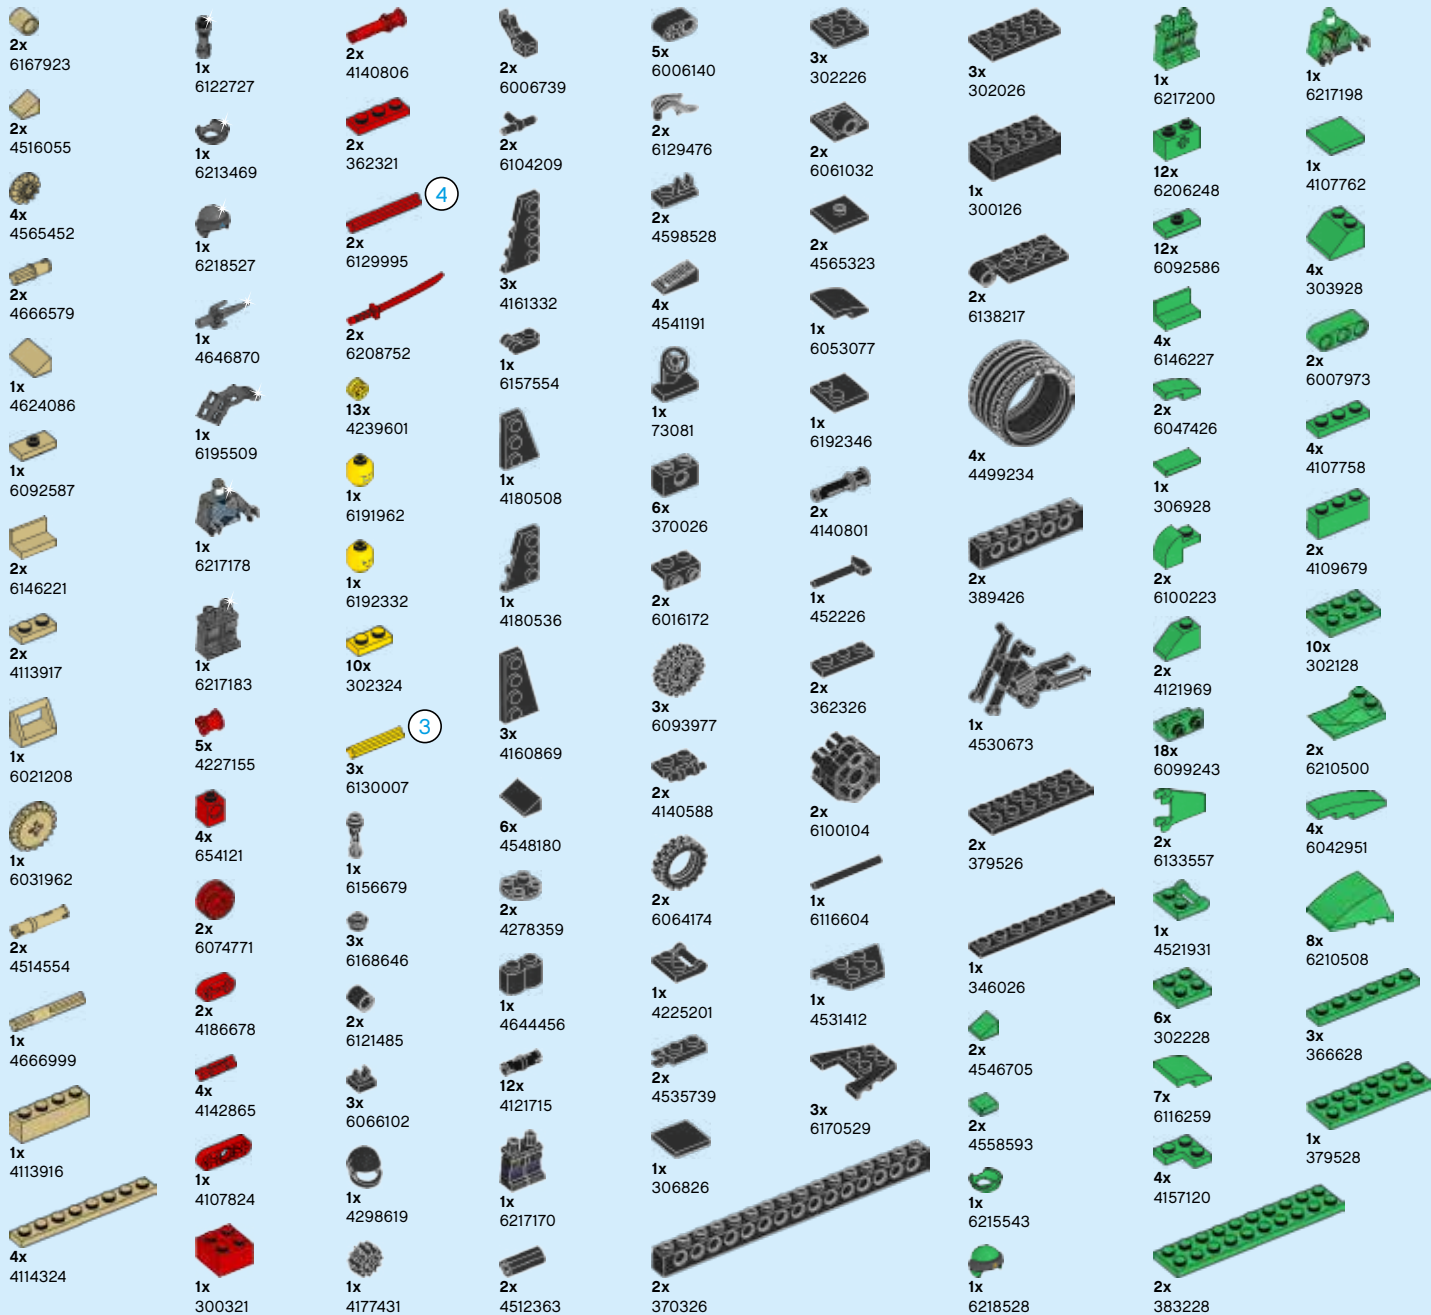 2x
6167923
2x
4516055
4x
4565452
2x
4666579
1x
4624086
1x
6092587
2x
6146221
2x
4113917
1x
6021208
1x
6031962
2x
4514554
1x
4666999
1x
4113916
4x
4114324
1x
6122727
1x
6213469
1x
6218527
1x
4646870
1x
6195509
1x
6217178
1x
6217183
5x
4227155
4x
654121
2x
6074771
2x
4186678
4x
4142865
1x
4107824
1x
300321
2x
4140806
2x
362321
4
2x
6129995
2x
6208752
13x
4239601
1x
6191962
1x
6192332
10x
302324
3
3x
6130007
1x
6156679
3x
6168646
2x
6121485
3x
6066102
1x
4298619
1x
4177431
2x
6006739
2x
6104209
3x
4161332
1x
6157554
1x
4180508
1x
4180536
3x
4160869
6x
4548180
2x
4278359
1x
4644456
12x
4121715
1x
6217170
2x
4512363
5x
6006140
2x
6129476
2x
4598528
4x
4541191
1x
73081
6x
370026
2x
6016172
3x
6093977
2x
4140588
2x
6064174
1x
4225201
2x
4535739
1x
306826
2x
370326
3x
302226
2x
6061032
2x
4565323
1x
6053077
1x
6192346
2x
4140801
1x
452226
2x
362326
2x
6100104
1x
6116604
1x
4531412
3x
6170529
3x
302026
1x
300126
2x
6138217
4x
4499234
2x
389426
1x
4530673
2x
379526
1x
346026
2x
4546705
2x
4558593
1x
6215543
1x
6218528
1x
6217200
12x
6206248
12x
6092586
4x
6146227
2x
6047426
1x
306928
2x
6100223
2x
4121969
18x
6099243
2x
6133557
1x
4521931
6x
302228
7x
6116259
4x
4157120
2x
383228
1x
6217198
1x
4107762
4x
303928
2x
6007973
4x
4107758
2x
4109679
10x
302128
2x
6210500
4x
6042951
8x
6210508
3x
366628
1x
379528